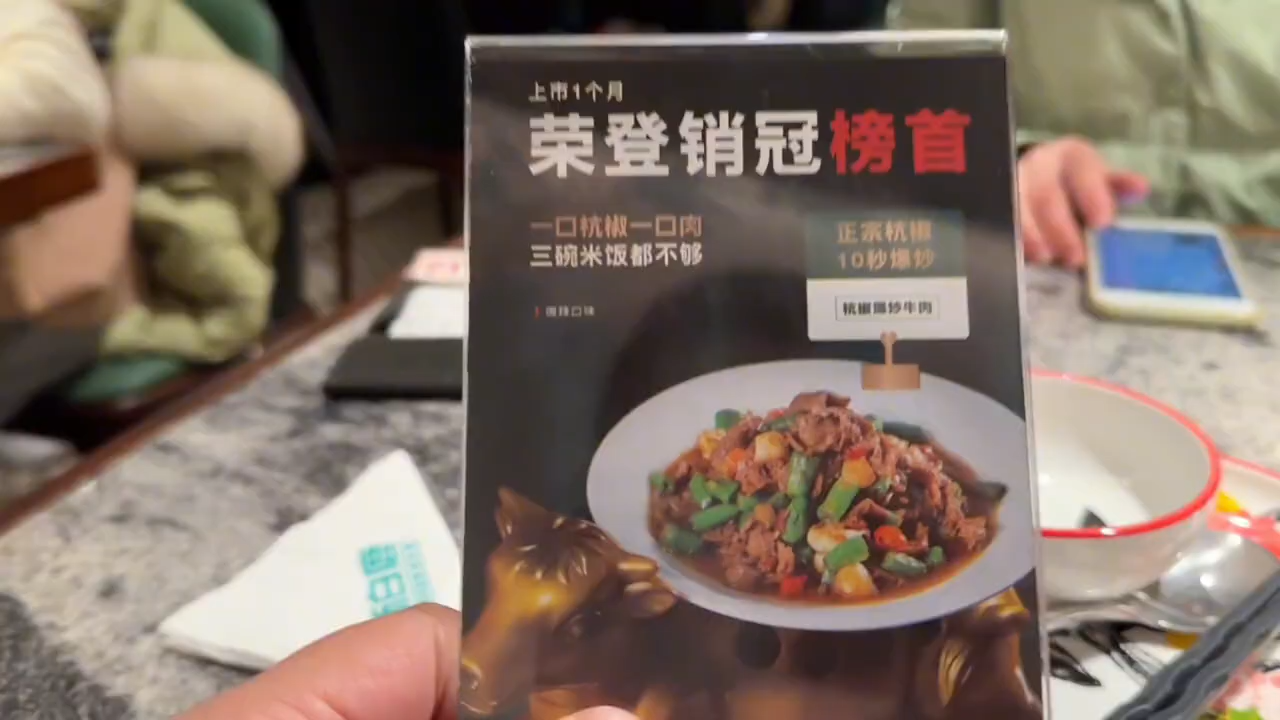 上市1个月
荣登销冠榜首
一口杭椒一口肉
三碗米饭都不够
正宗杭椒
10秒爆炒
杭椒爆炒牛肉